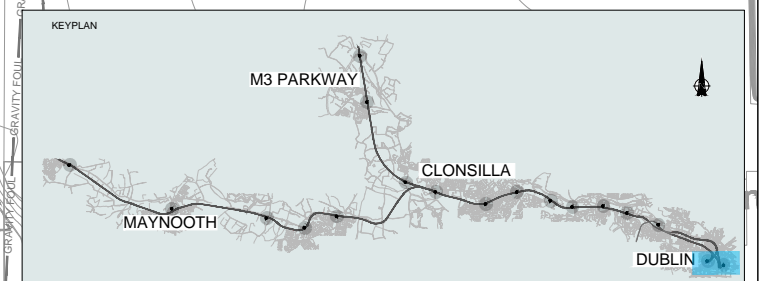 KEYPLAN
M3 PARKWAY
CLONSILLA
MAYNOOTH
DUBLIN
GRAVITY FOUL
GRAVITY FOUL